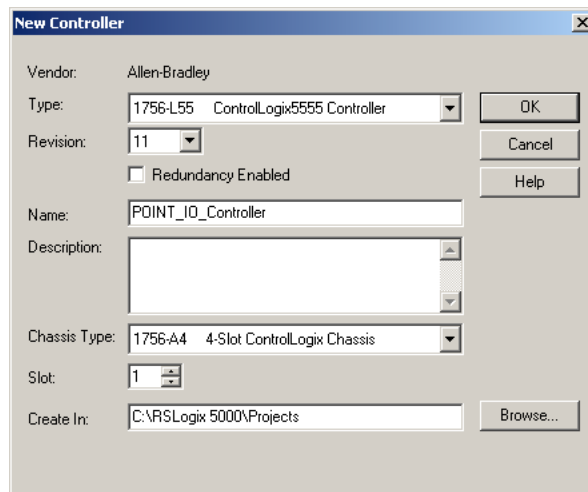 New Controller
Vendor: Allen-Bradley
Type: 1756-L55 ControlLogix5555 Controller OK
Revision: 11 Cancel
Redundancy Enabled Help
Name: POINT_IO_Controller
Description:
Chassis Type: 1756-A4 4-Slot ControlLogix Chassis
Slot: 1
Create In: C:\RSLogix 5000\Projects Browse...